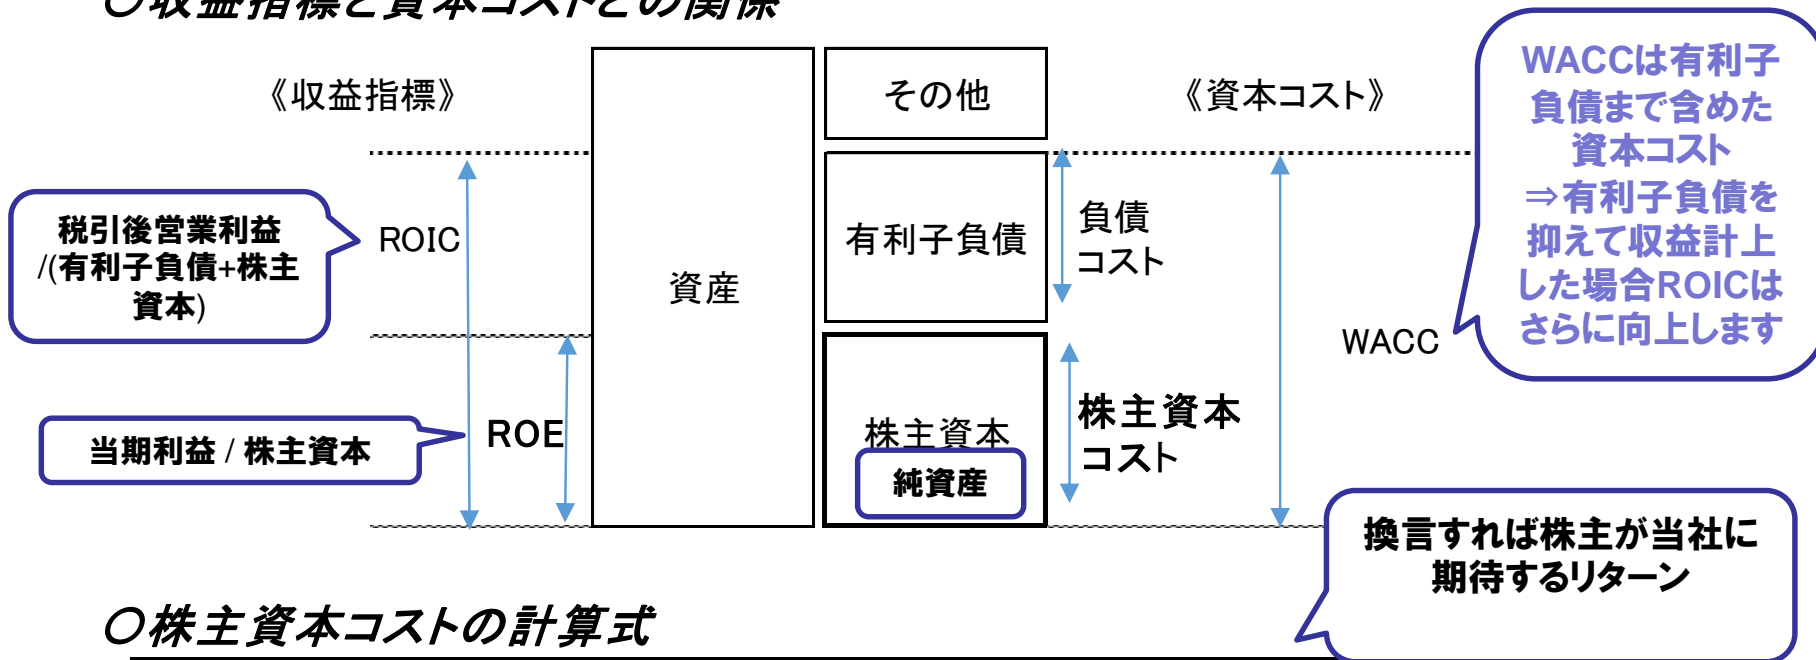 〇収益指標と資本コストとの関係
《収益指標》
その他
《資本コスト》
WACCは有利子
負債まで含めた
資本コスト
⇒有利子負債を
抑えて収益計上
した場合ROICは
さらに向上します
税引後営業利益
/(有利子負債+株主
資本)
ROIC
資産
有利子負債
負債
コスト
WACC
当期利益 / 株主資本
ROE
株主資本
純資産
株主資本
コスト
換言すれば株主が当社に
期待するリターン
〇株主資本コストの計算式